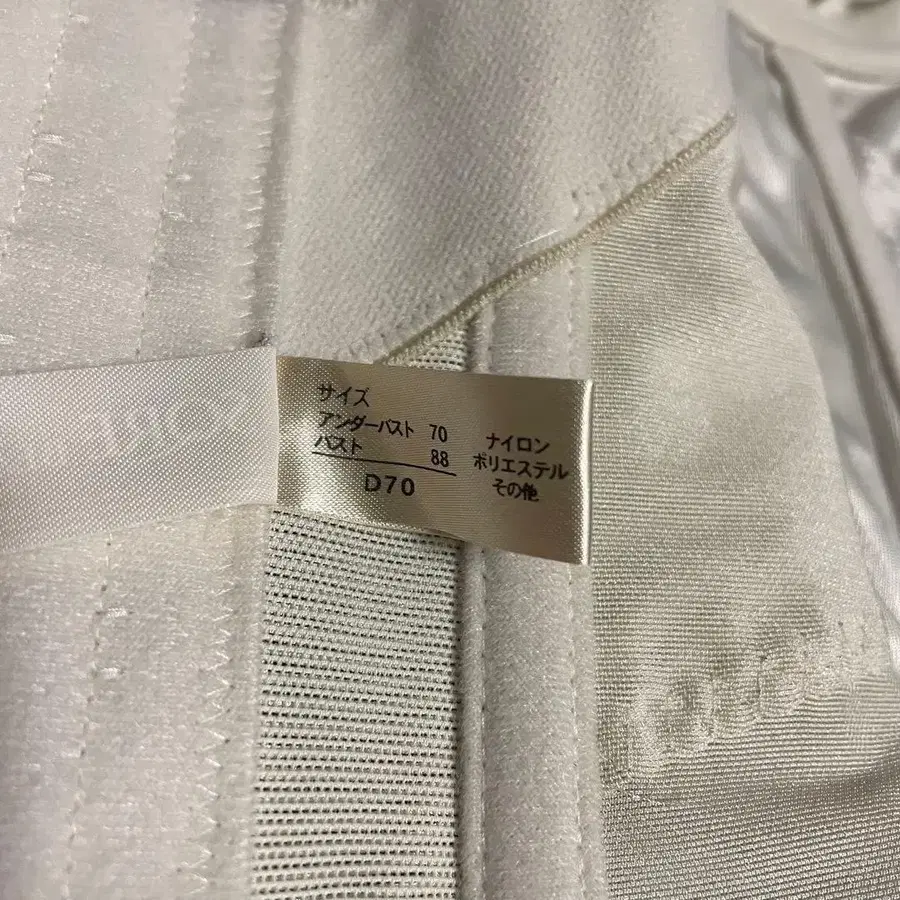 サイズ
アンダーバスト 70
バスト 88
D70
ナイロン
ポリエステル
その他